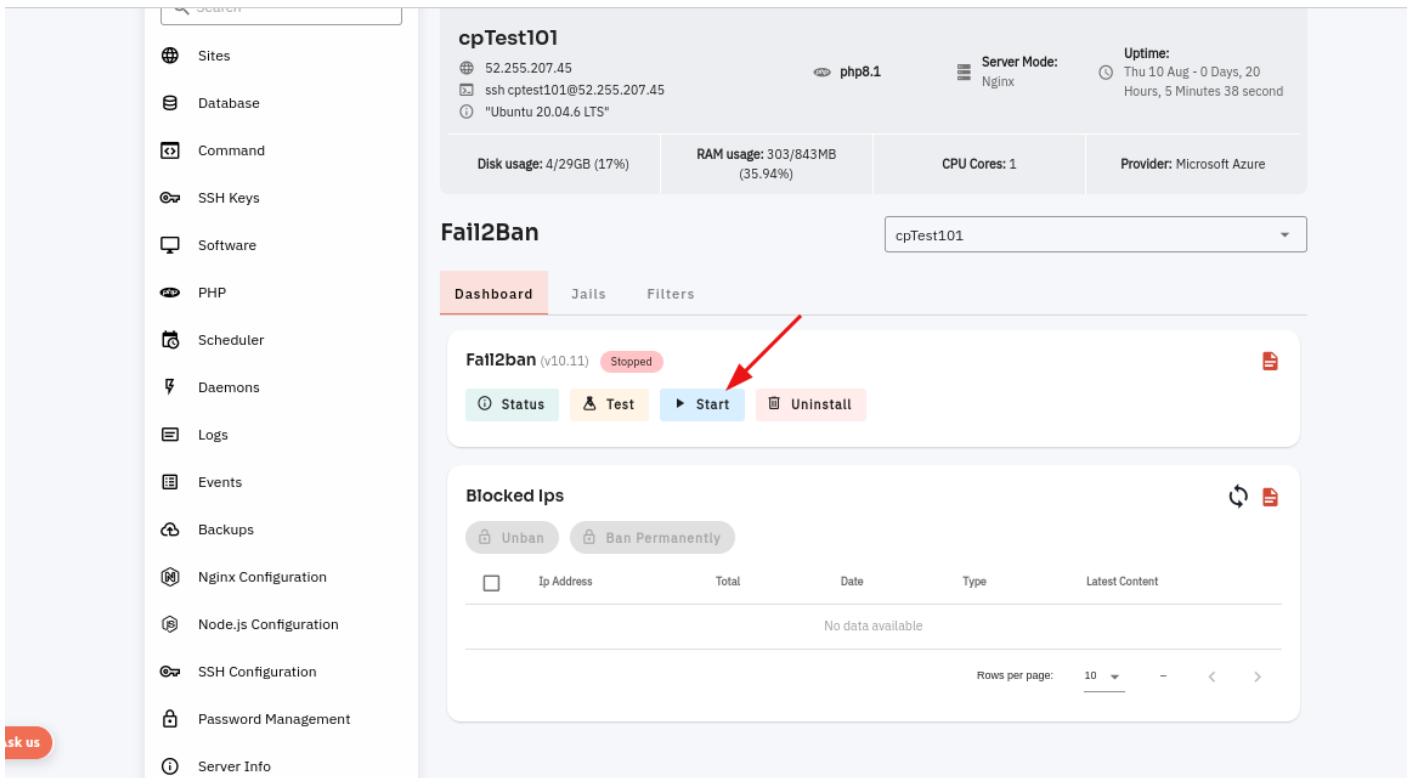 Search
Sites
Database
Command
SSH Keys
Software
PHP
Scheduler
Daemons
Logs
Events
Backups
Nginx Configuration
Node.js Configuration
SSH Configuration
Password Management
Server Info
sk us
cpTest101
52.255.207.45
ssh cptest101@52.255.207.45
"Ubuntu 20.04.6 LTS"
php8.1
Server Mode:
Nginx
Uptime:
Thu 10 Aug - 0 Days, 20
Hours, 5 Minutes 38 second
Disk usage: 4/29GB (17%)
RAM usage: 303/843MB
(35.94%)
CPU Cores: 1
Provider: Microsoft Azure
Fail2Ban
cpTest101
Dashboard Jails Filters
Fail2ban (v10.11) Stopped
Status Test Start Uninstall
Blocked Ips
Unban Ban Permanently
Ip Address Total Date Type Latest Content
No data available
Rows per page: 10 –